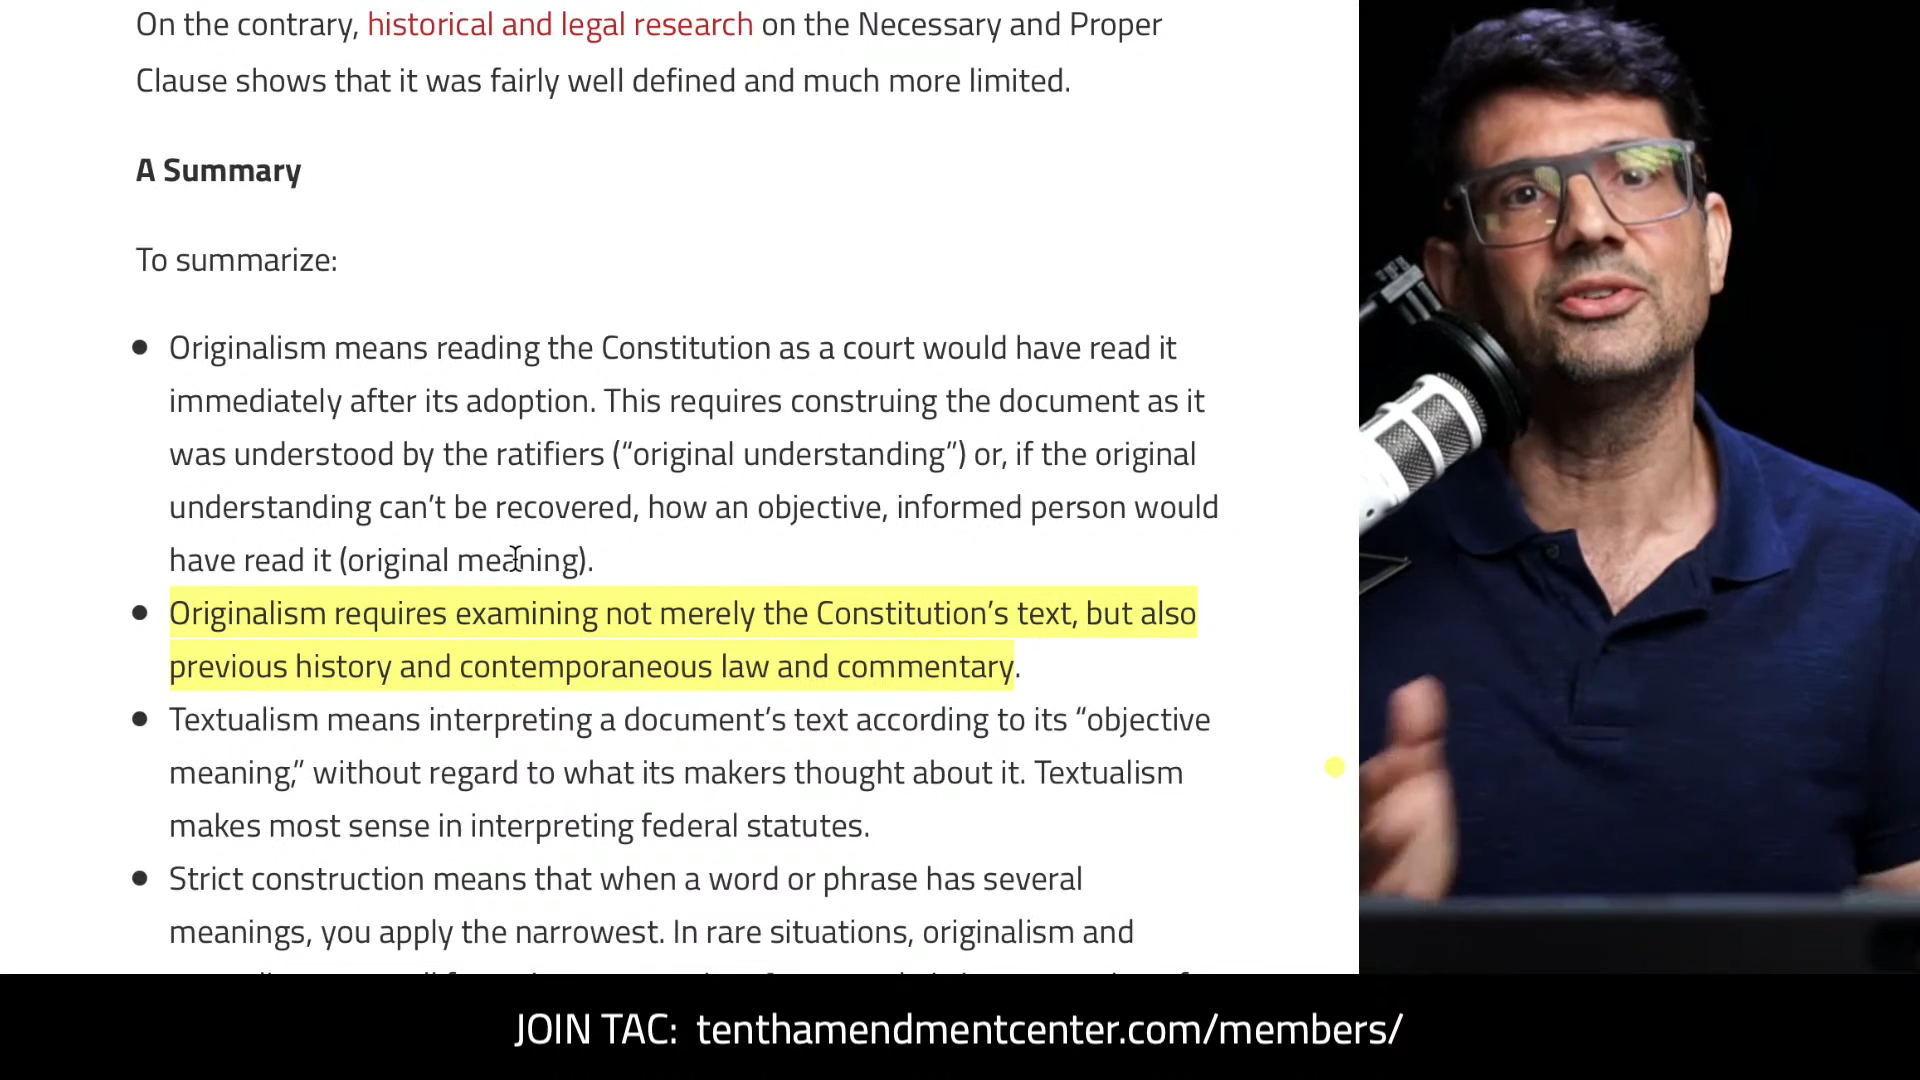 On the contrary, historical and legal research on the Necessary and Proper
Clause shows that it was fairly well defined and much more limited.
A Summary
To summarize:
Originalism means reading the Constitution as a court would have read it
immediately after its adoption. This requires construing the document as it
was understood by the ratifiers (“original understanding”) or, if the original
understanding can’t be recovered, how an objective, informed person would
have read it (original meaning).
Originalism requires examining not merely the Constitution’s text, but also
previous history and contemporaneous law and commentary.
Textualism means interpreting a document’s text according to its “objective
meaning,” without regard to what its makers thought about it. Textualism
makes most sense in interpreting federal statutes.
Strict construction means that when a word or phrase has several
meanings, you apply the narrowest. In rare situations, originalism and
JOIN TAC: tenthamendmentcenter.com/members/